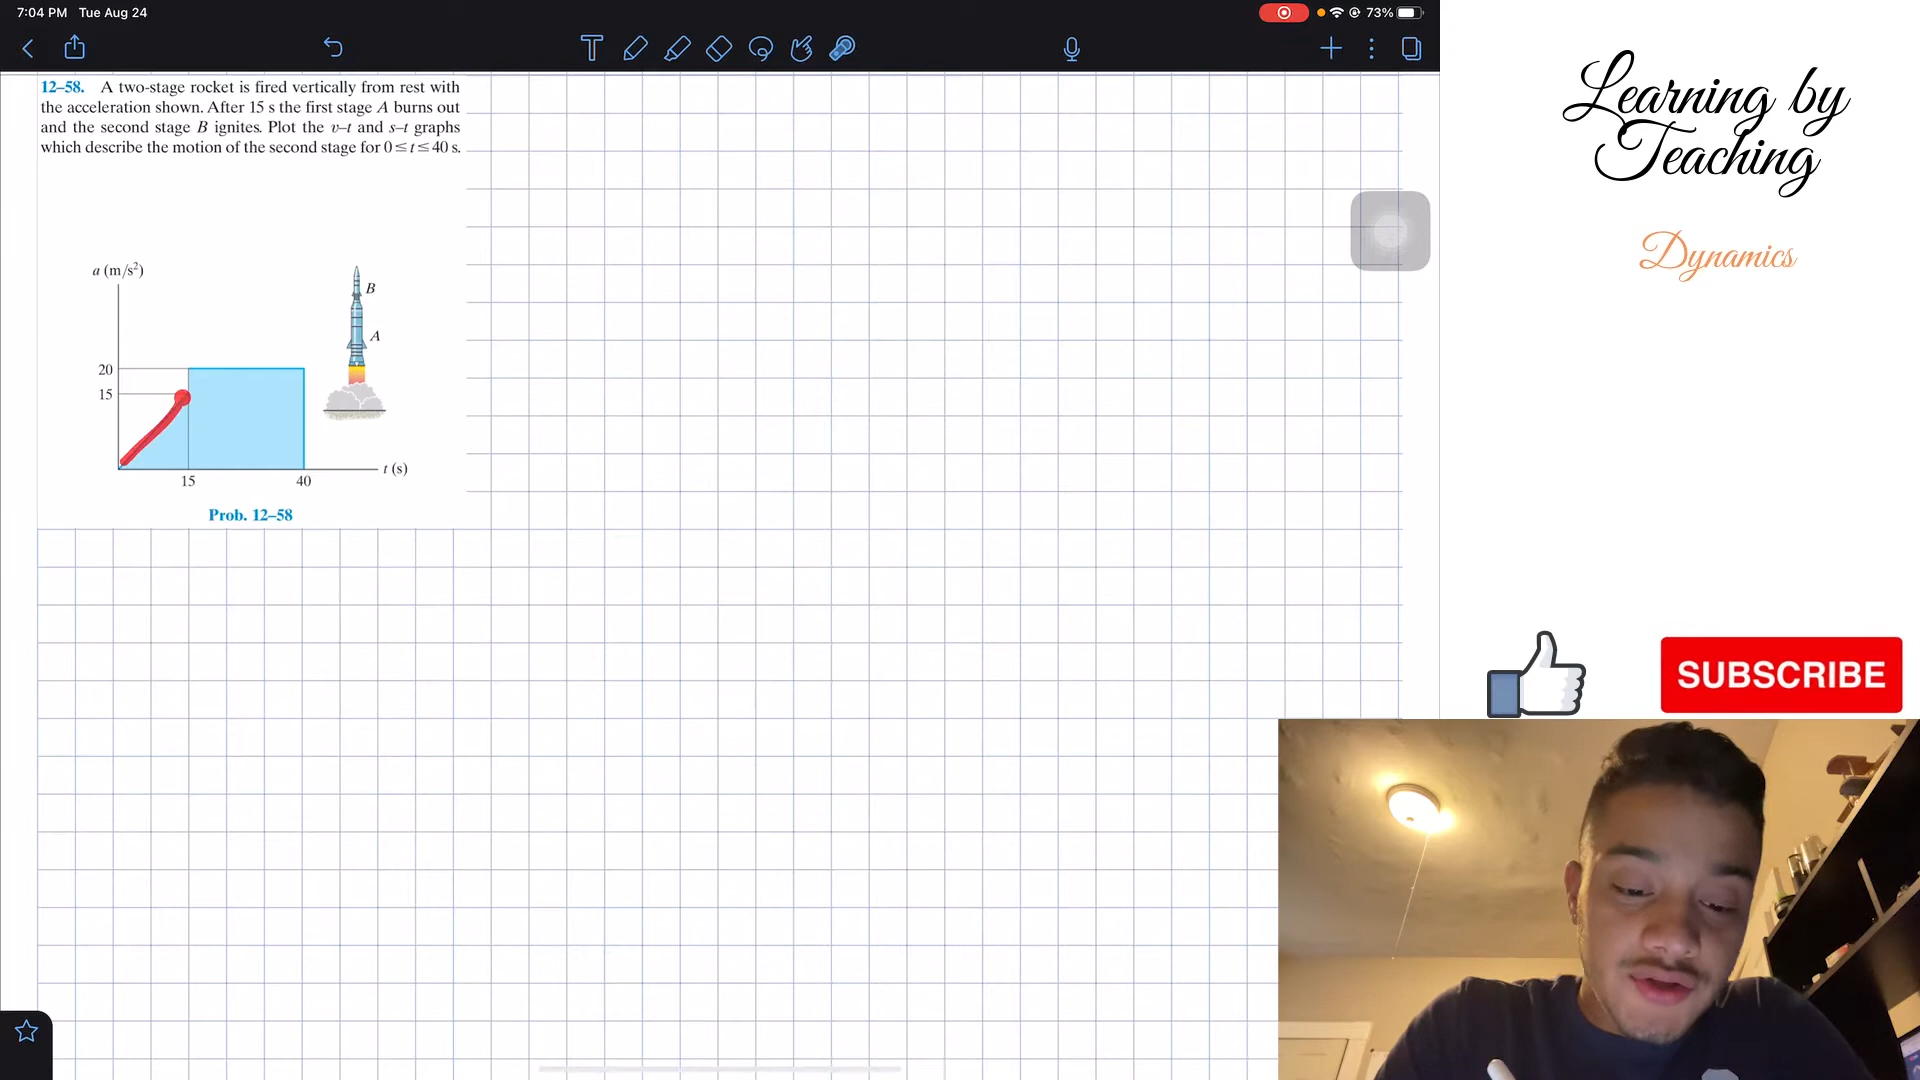 7:04 PM Tue Aug 24
73%
12–58. A two-stage rocket is fired vertically from rest with
the acceleration shown. After 15 s the first stage A burns out
and the second stage B ignites. Plot the v–t and s–t graphs
which describe the motion of the second stage for 0 ≤ t ≤ 40 s.
a (m/s²)
B
A
20
15
t (s)
15
40
Prob. 12–58
Learning by
Teaching
Dynamics
SUBSCRIBE